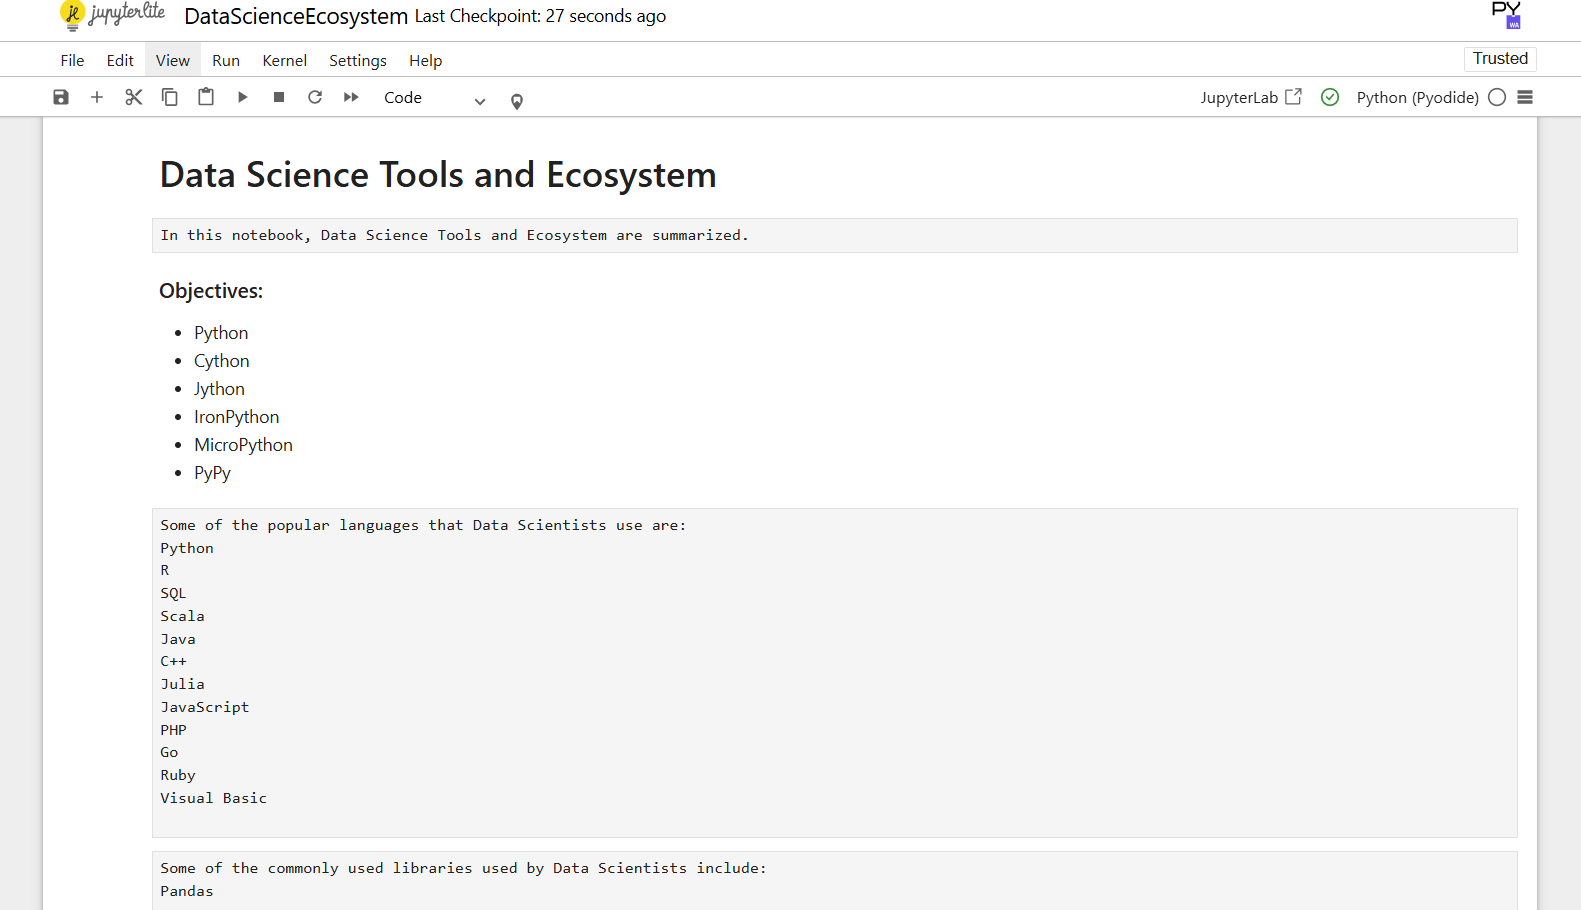 jupyterlite DataScienceEcosystem Last Checkpoint: 27 seconds ago PY WA
File Edit View Run Kernel Settings Help Trusted
Code JupyterLab Python (Pyodide)
Data Science Tools and Ecosystem
In this notebook, Data Science Tools and Ecosystem are summarized.
Objectives:
Python
Cython
Jython
IronPython
MicroPython
PyPy
Some of the popular languages that Data Scientists use are:
Python
R
SQL
Scala
Java
C++
Julia
JavaScript
PHP
Go
Ruby
Visual Basic
Some of the commonly used libraries used by Data Scientists include:
Pandas